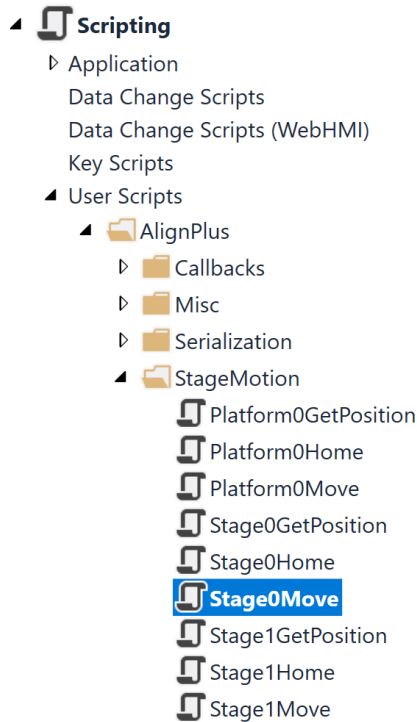 Scripting
Application
Data Change Scripts
Data Change Scripts (WebHMI)
Key Scripts
User Scripts
AlignPlus
Callbacks
Misc
Serialization
StageMotion
Platform0GetPosition
Platform0Home
Platform0Move
Stage0GetPosition
Stage0Home
Stage0Move
Stage1GetPosition
Stage1Home
Stage1Move